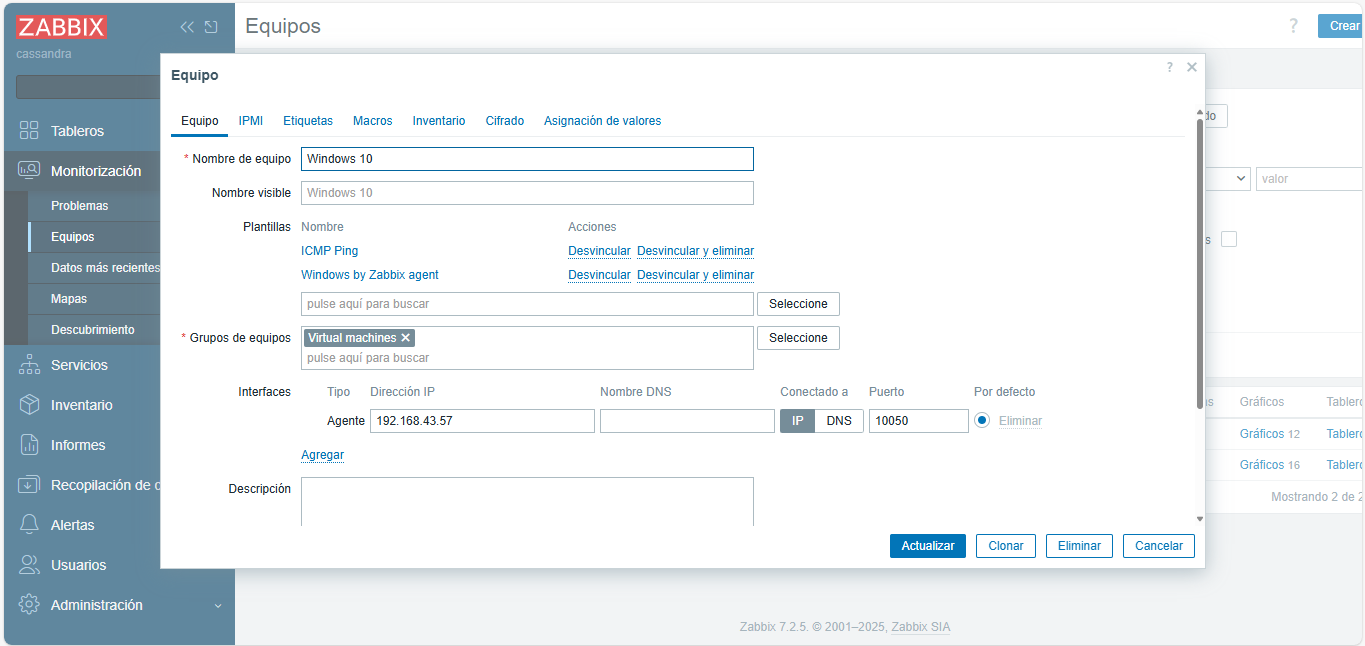 ZABBIX
cassandra
Tableros
Monitorización
Problemas
Equipos
Datos más recientes
Mapas
Descubrimiento
Servicios
Inventario
Informes
Recopilación de
Alertas
Usuarios
Administración
Equipos
? Crear
Equipo
?
Equipo IPMI Etiquetas Macros Inventario Cifrado Asignación de valores
* Nombre de equipo Windows 10
Nombre visible Windows 10
Plantillas Nombre Acciones
ICMP Ping Desvincular Desvincular y eliminar
Windows by Zabbix agent Desvincular Desvincular y eliminar
pulse aquí para buscar Seleccione
* Grupos de equipos Virtual machines Seleccione
pulse aquí para buscar
Interfaces Tipo Dirección IP Nombre DNS Conectado a Puerto Por defecto
Agente 192.168.43.57 IP DNS 10050 Eliminar
Agregar
Descripción
Actualizar Clonar Eliminar Cancelar
do
valor
s
Gráficos Tablero
Gráficos 12 Tablero
Gráficos 16 Tablero
Mostrando 2 de 2
Zabbix 7.2.5. © 2001–2025, Zabbix SIA